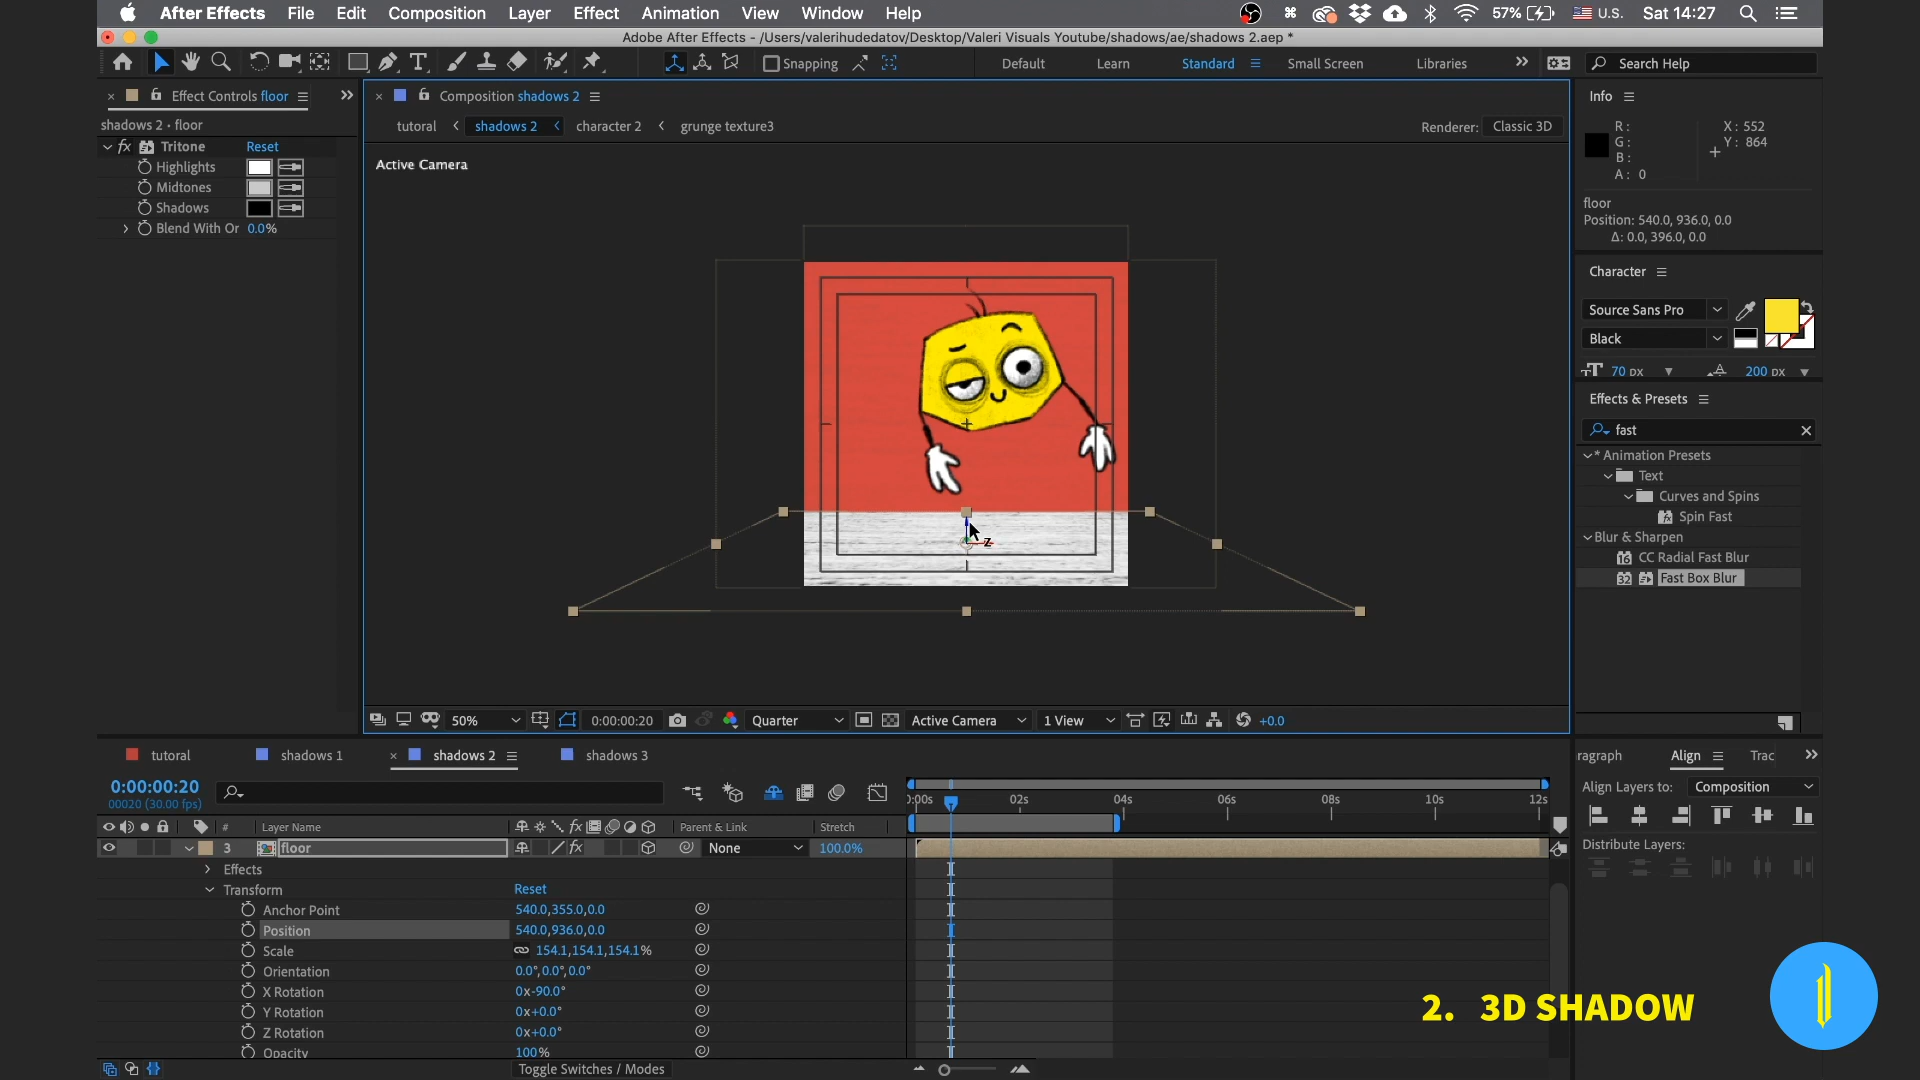 After Effects File Edit Composition Layer Effect Animation View Window Help 57% U.S. Sat 14:27
Adobe After Effects - /Users/valerihudedatov/Desktop/Valeri Visuals Youtube/shadows/ae/shadows 2.aep *
Snapping Default Learn Standard Small Screen Libraries Search Help
Effect Controls floor
Composition shadows 2
Info
shadows 2 • floor
tutoral shadows 2 character 2 grunge texture3
Renderer: Classic 3D
R: X: 552
G: Y: 864
B:
A: 0
fx Tritone Reset
Highlights
Midtones
Shadows
Blend With Or 0.0%
Active Camera
floor
Position: 540.0, 936.0, 0.0
Δ: 0.0, 396.0, 0.0
Character
Source Sans Pro
Black
70 px 200 px
Effects & Presets
fast
* Animation Presets
Text
Curves and Spins
Spin Fast
Blur & Sharpen
16 CC Radial Fast Blur
32 Fast Box Blur
z
50% 0:00:00:20 Quarter Active Camera 1 View +0.0
tutoral shadows 1 shadows 2 shadows 3
ragraph Align Trac
0:00:00:20
00020 (30.00 fps)
0:00s 02s 04s 06s 08s 10s 12s
Align Layers to: Composition
# Layer Name fx Parent & Link Stretch
3 floor fx None 100.0%
Distribute Layers:
Effects
Transform Reset
Anchor Point 540.0,355.0,0.0
Position 540.0,936.0,0.0
Scale 154.1,154.1,154.1%
Orientation 0.0°,0.0°,0.0°
X Rotation 0x-90.0°
Y Rotation 0x+0.0°
Z Rotation 0x+0.0°
Opacity 100%
Toggle Switches / Modes
2. 3D SHADOW